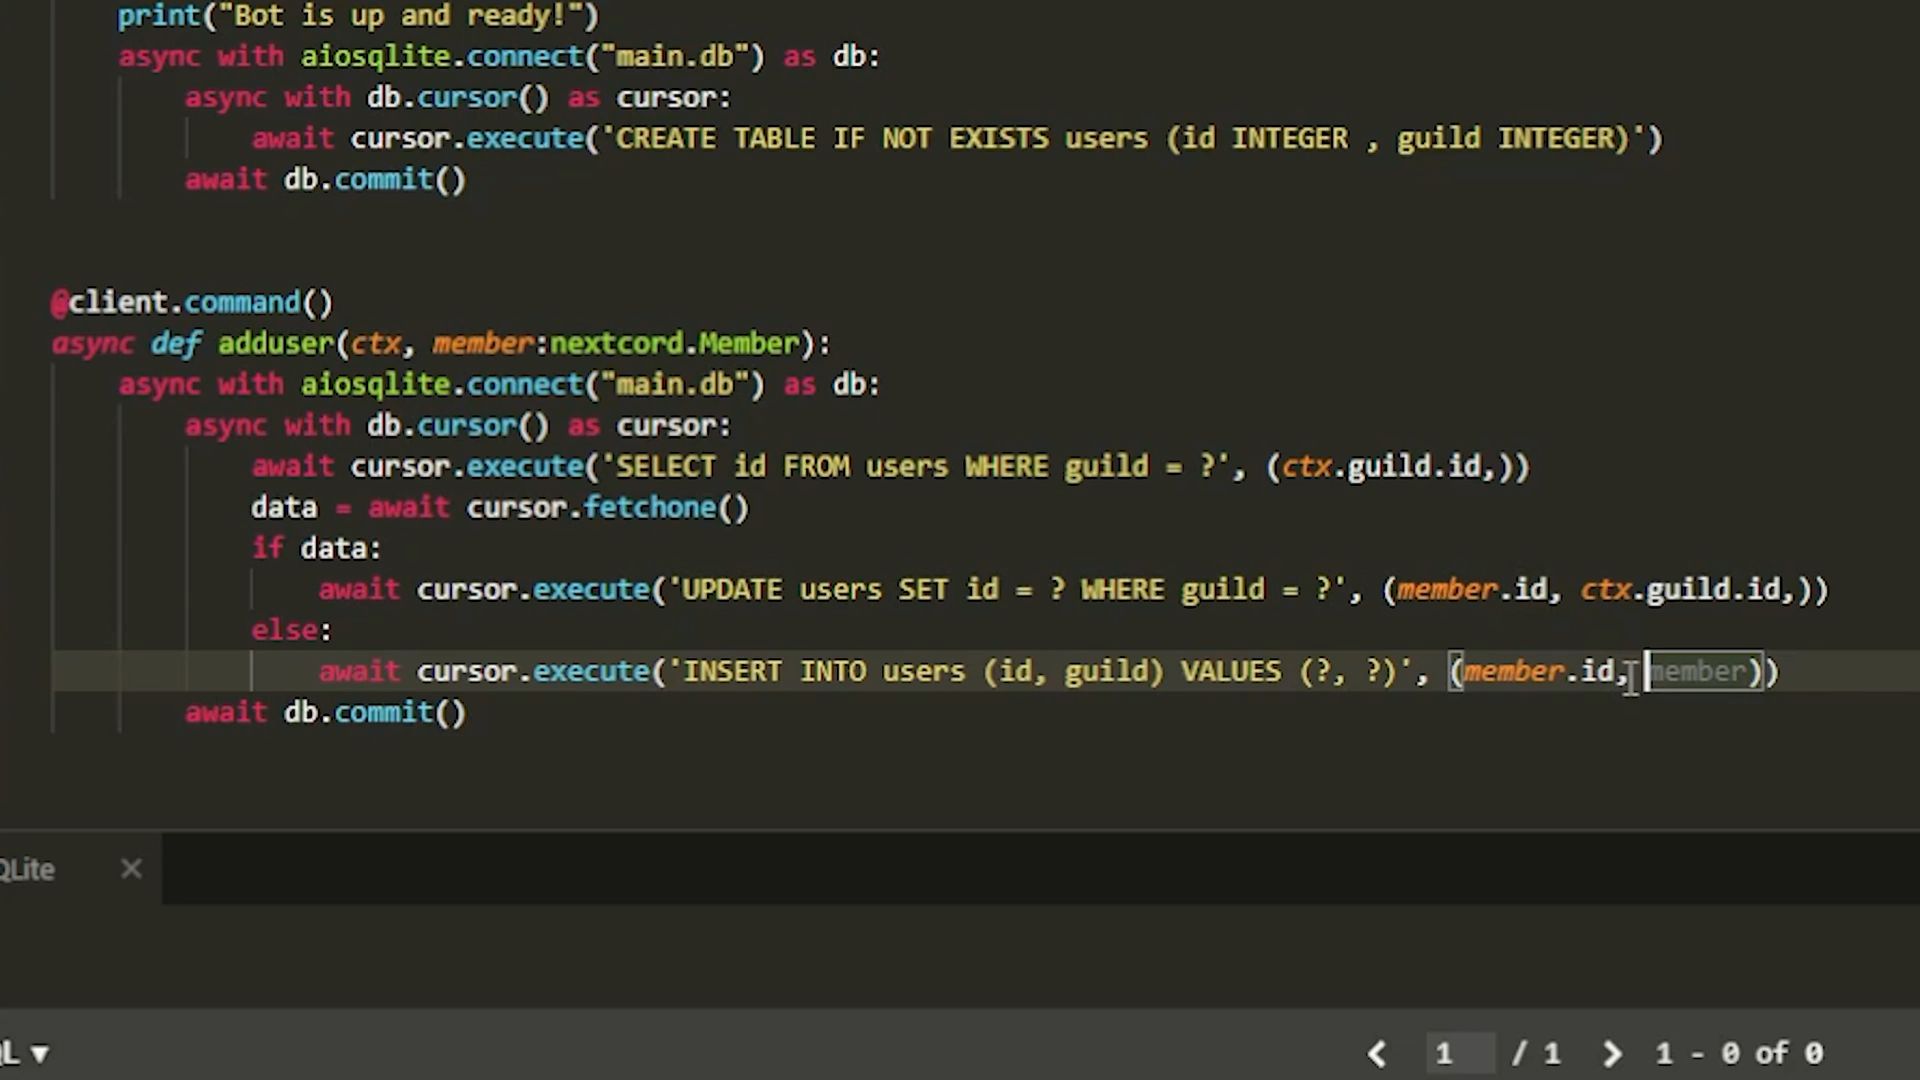 print("Bot is up and ready!")
async with aiosqlite.connect("main.db") as db:
async with db.cursor() as cursor:
await cursor.execute('CREATE TABLE IF NOT EXISTS users (id INTEGER , guild INTEGER)')
await db.commit()
@client.command()
async def adduser(ctx, member:nextcord.Member):
async with aiosqlite.connect("main.db") as db:
async with db.cursor() as cursor:
await cursor.execute('SELECT id FROM users WHERE guild = ?', (ctx.guild.id,))
data = await cursor.fetchone()
if data:
await cursor.execute('UPDATE users SET id = ? WHERE guild = ?', (member.id, ctx.guild.id,))
else:
await cursor.execute('INSERT INTO users (id, guild) VALUES (?, ?)', (member.id, member))
await db.commit()
QLite ×
QL ▼ < 1 / 1 > 1 - 0 of 0